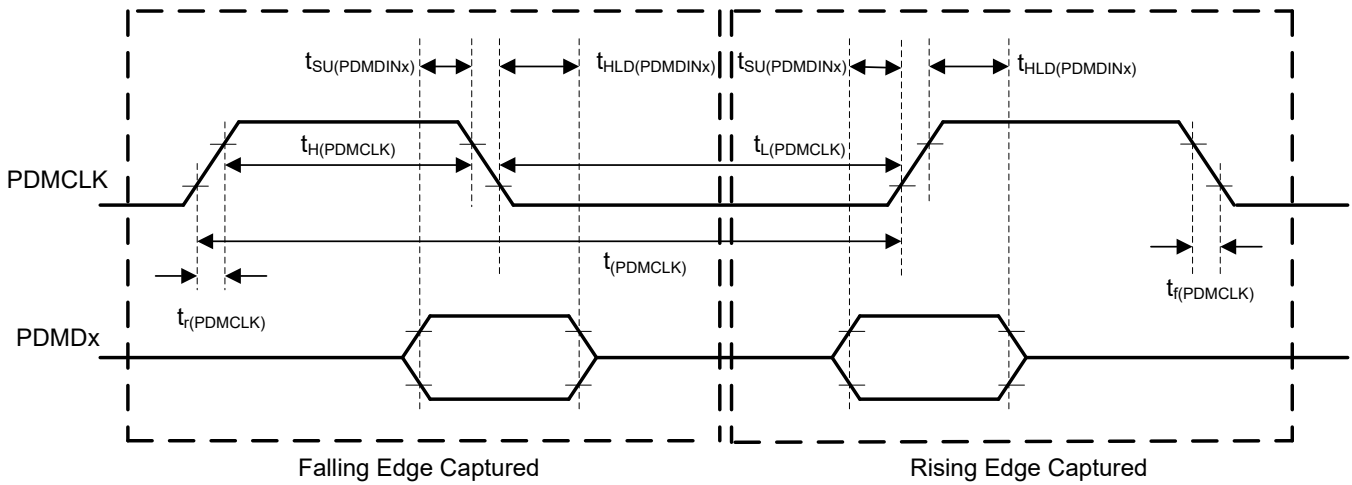 tSU(PDMDINx)
tHLD(PDMDINx)
tSU(PDMDINx)
tHLD(PDMDINx)
tH(PDMCLK)
tL(PDMCLK)
PDMCLK
t(PDMCLK)
tr(PDMCLK)
tf(PDMCLK)
PDMDx
Falling Edge Captured
Rising Edge Captured